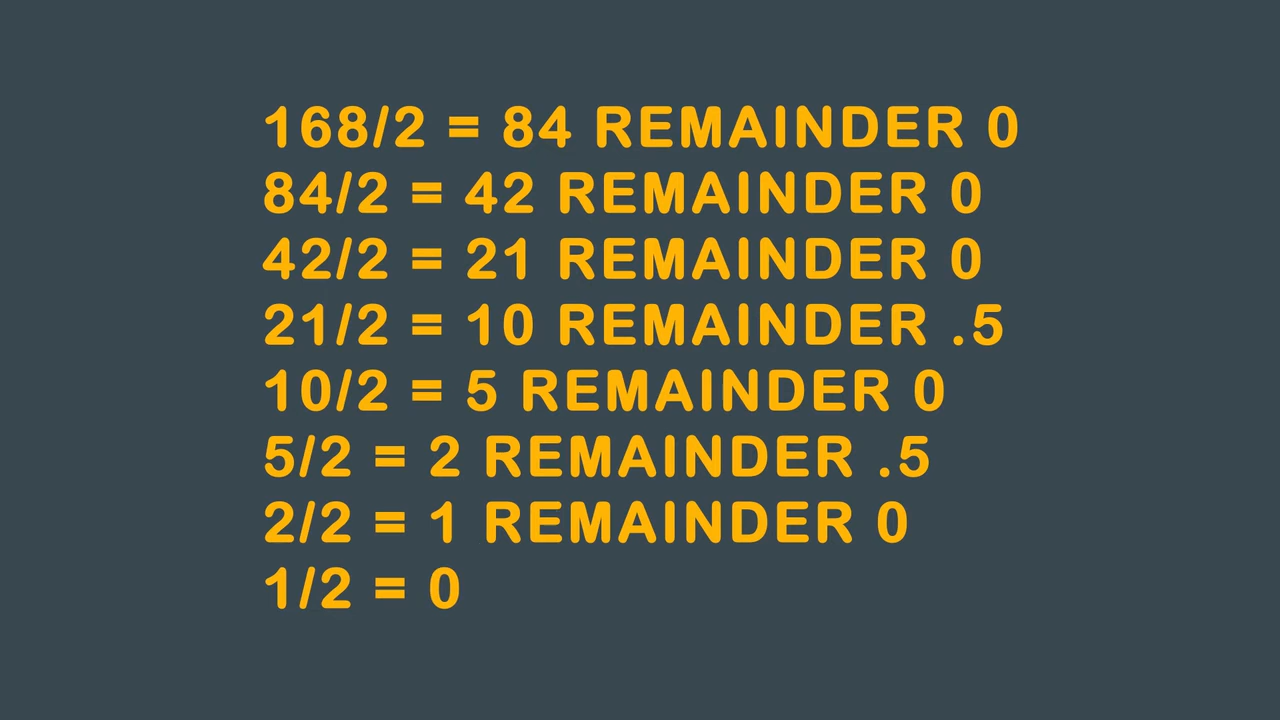 168/2 = 84 REMAINDER 0
84/2 = 42 REMAINDER 0
42/2 = 21 REMAINDER 0
21/2 = 10 REMAINDER .5
10/2 = 5 REMAINDER 0
5/2 = 2 REMAINDER .5
2/2 = 1 REMAINDER 0
1/2 = 0